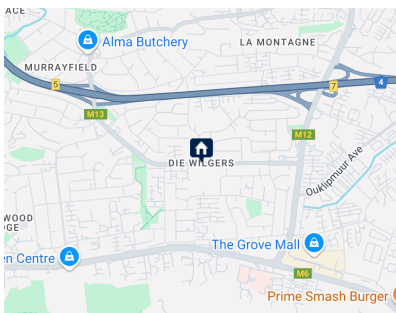 ACE
Alma Butchery
LA MONTAGNE
MURRAYFIELD
5
7
4
M13
M12
DIE WILGERS
Ouklipmuur Ave
WOOD
DGE
en Centre
The Grove Mall
M6
Prime Smash Burger